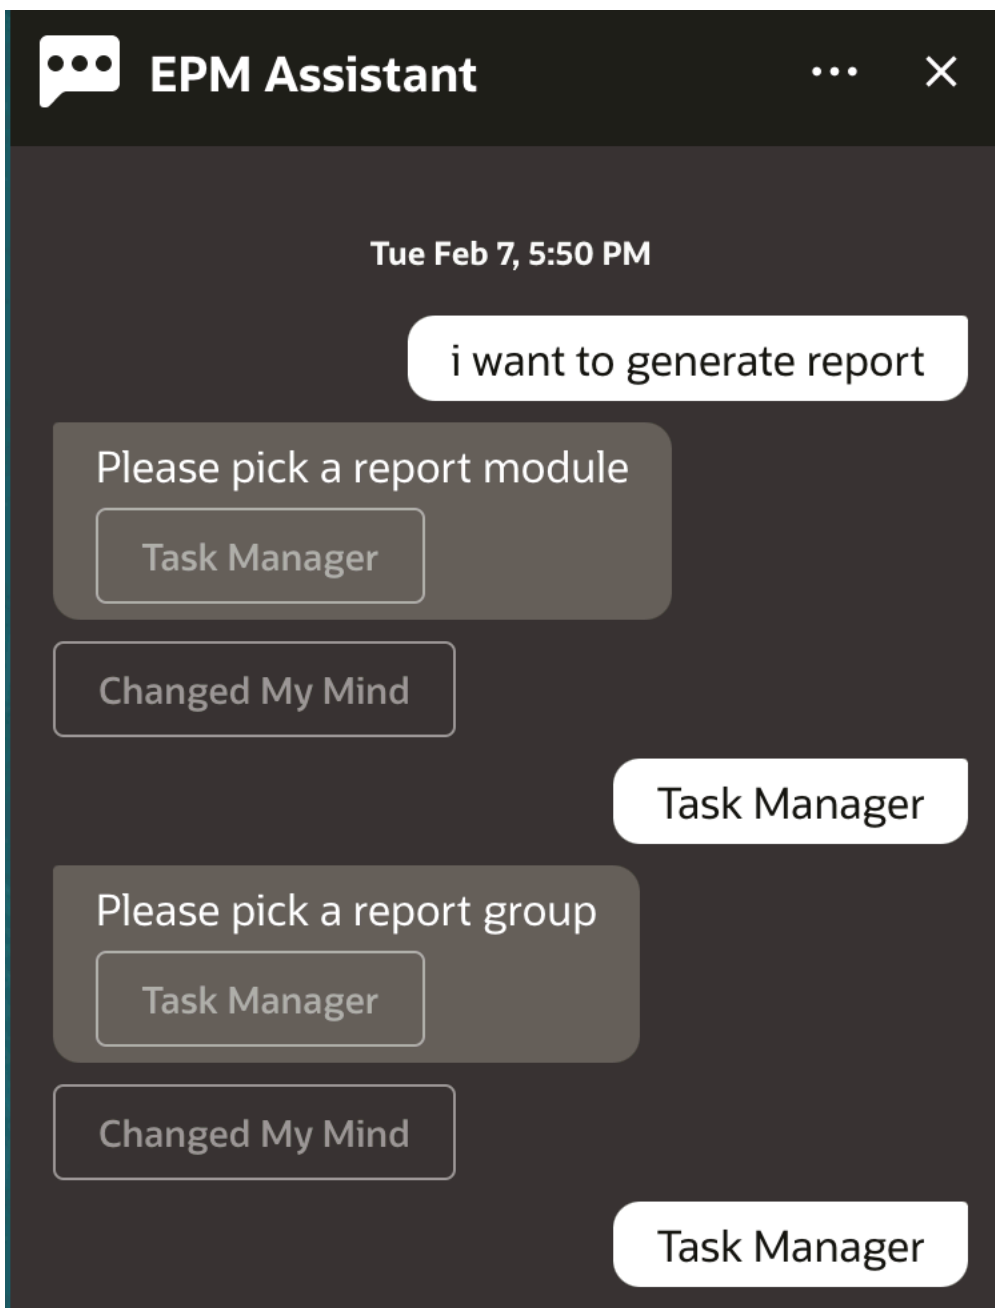 EPM Assistant
Tue Feb 7, 5:50 PM
i want to generate report
Please pick a report module
Task Manager
Changed My Mind
Task Manager
Please pick a report group
Task Manager
Changed My Mind
Task Manager